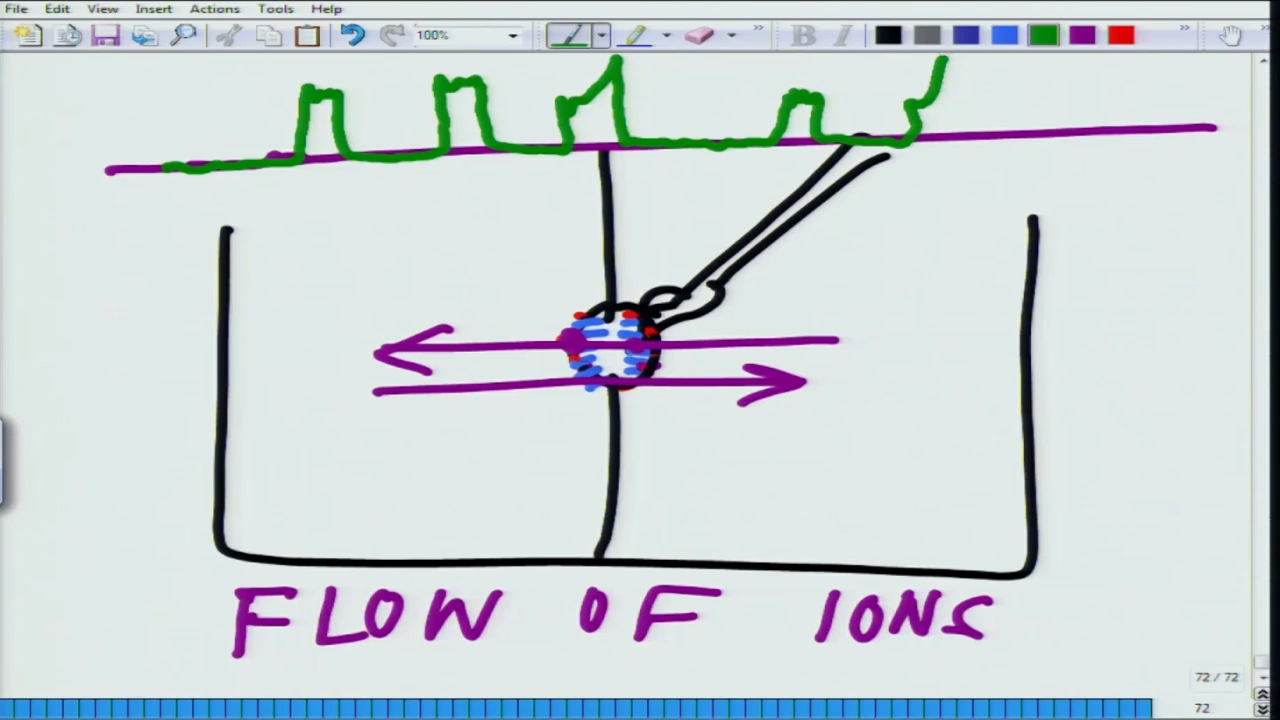 File Edit View Insert Actions Tools Help
100%
B I
FLOW OF IONS
72 / 72
72